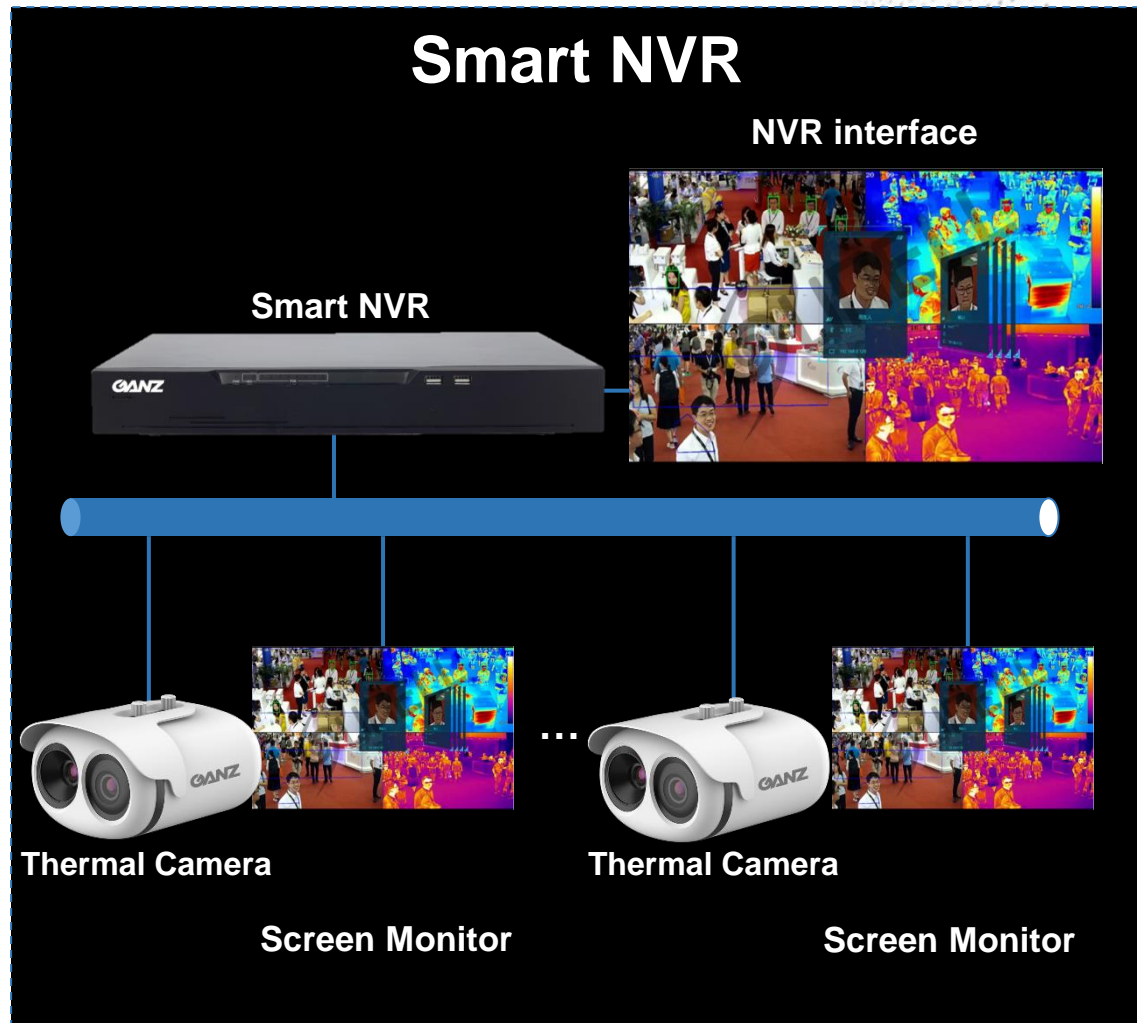 Smart NVR
NVR interface
Smart NVR
GANZ
GANZ
...
GANZ
Thermal Camera
Thermal Camera
Screen Monitor
Screen Monitor